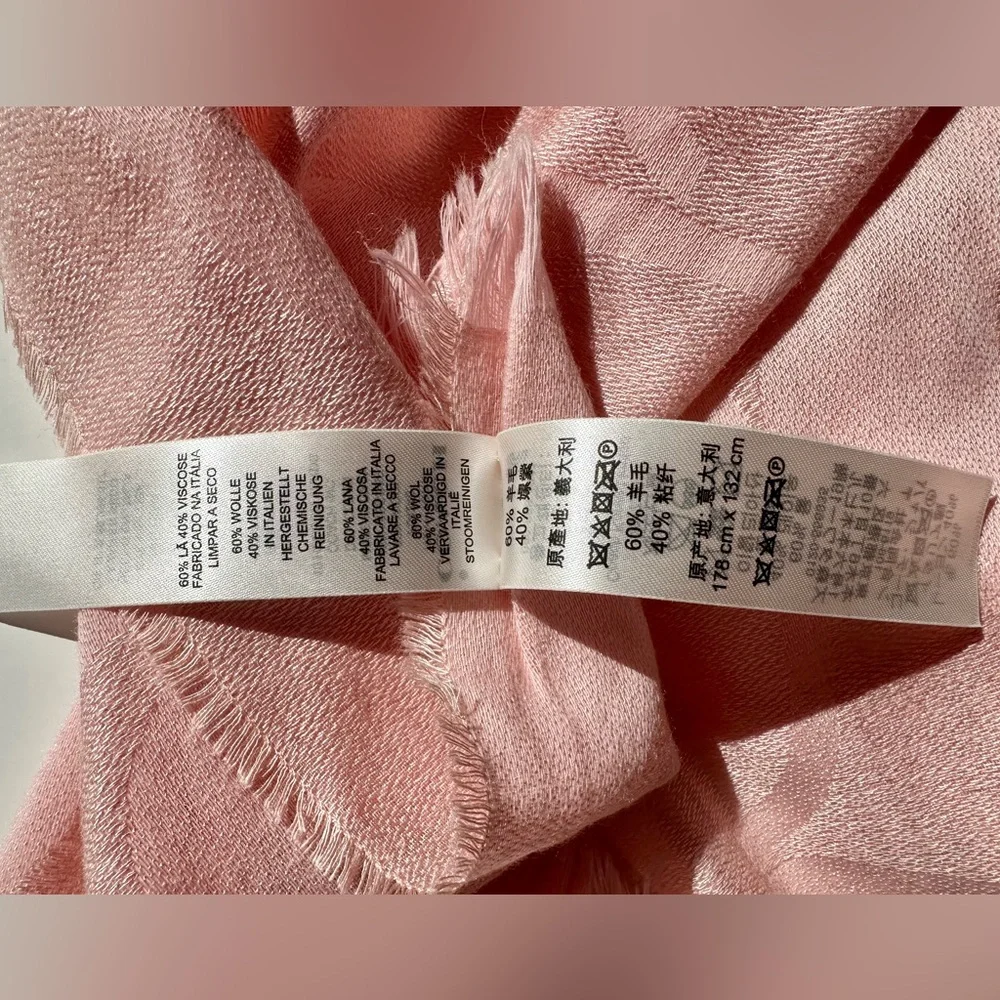 60% LÃ 40% VISCOSE
FABRICADO NA ITÁLIA
LIMPAR A SECO
60% WOLLE
40% VISKOSE
IN ITALIEN
HERGESTELLT
CHEMISCHE
REINIGUNG
60% LANA
40% VISCOSA
FABBRICATO IN ITALIA
LAVARE A SECCO
60% WOL
40% VISCOSE
VERVAARDIGD IN
ITALIË
STOOMREINIGEN
60% 羊毛
40% 嫘縈
原產地: 義大利
P
60% 羊毛
40% 粘纤
原产地: 意大利
178 cm x 132 cm
P